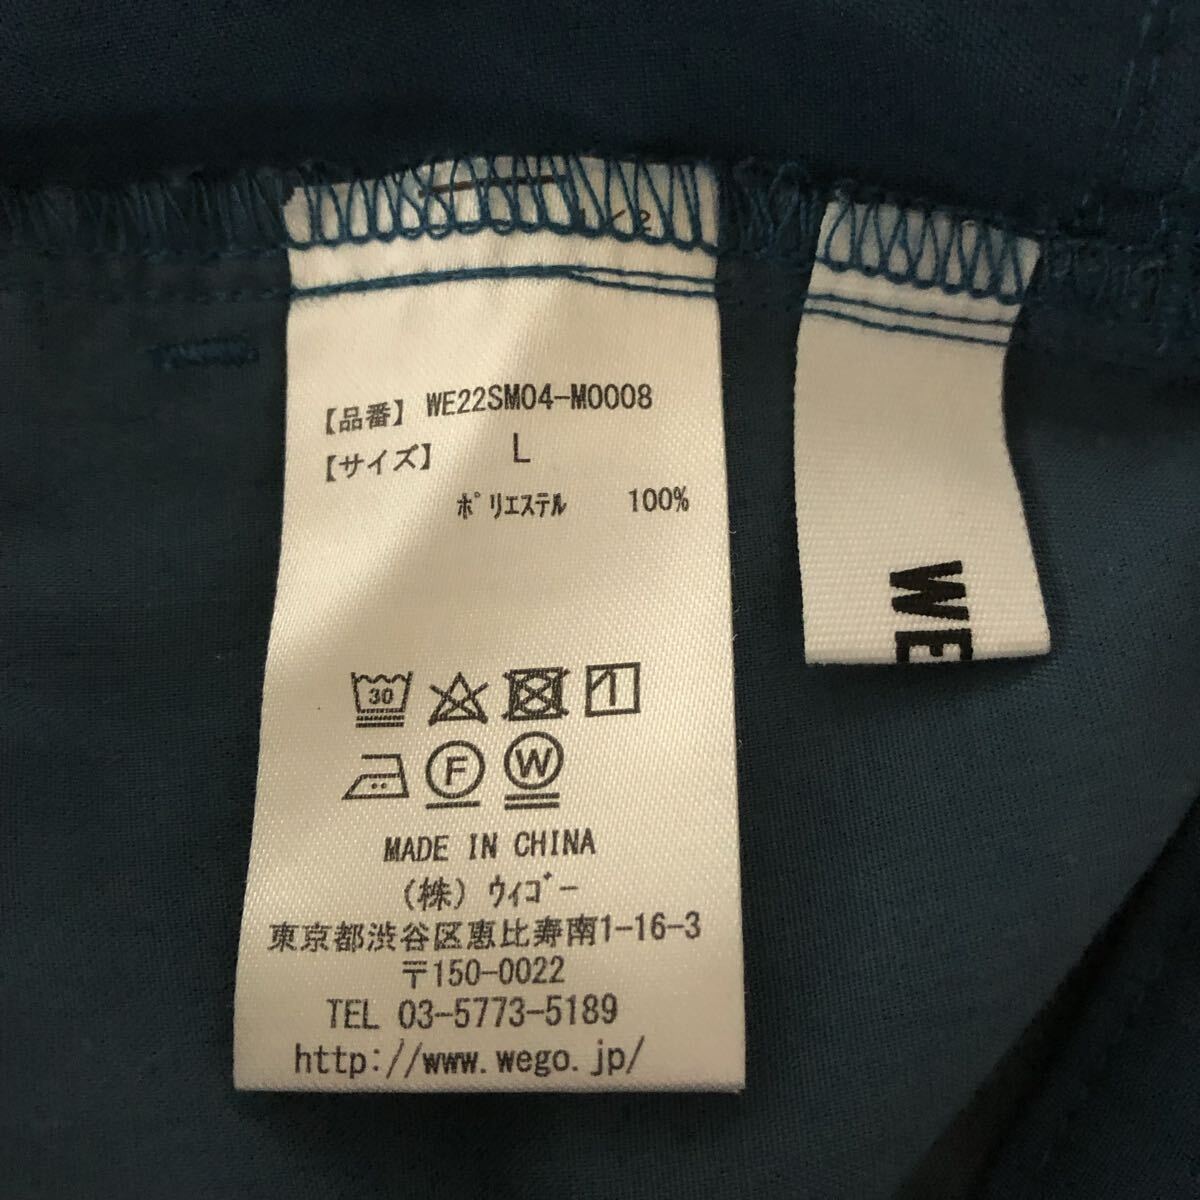 【品番】 WE22SM04-M0008
【サイズ】 L
ポリエステル 100%
30
F W
MADE IN CHINA
(株) ウィゴー
東京都渋谷区恵比寿南1-16-3
〒150-0022
TEL 03-5773-5189
http://www.wego.jp/
WE